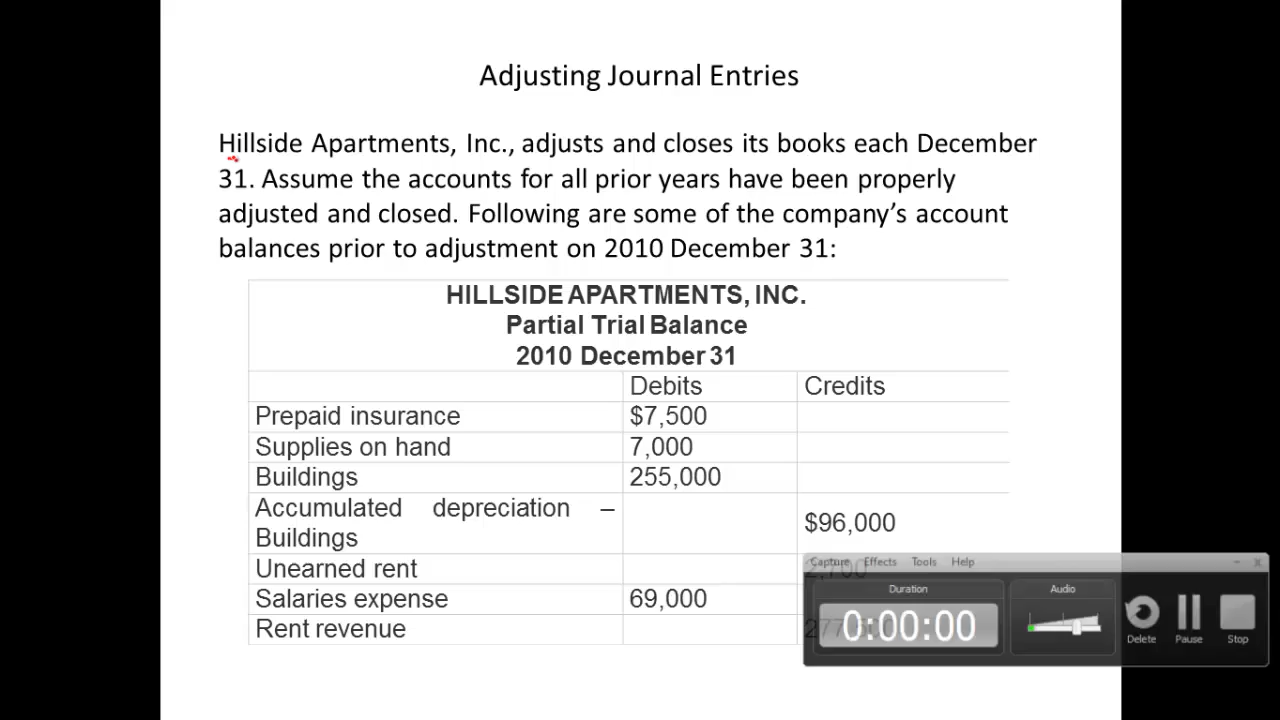 Adjusting Journal Entries
Hillside Apartments, Inc., adjusts and closes its books each December
31. Assume the accounts for all prior years have been properly
adjusted and closed. Following are some of the company's account
balances prior to adjustment on 2010 December 31:
HILLSIDE APARTMENTS, INC.
Partial Trial Balance
2010 December 31
Debits Credits
Prepaid insurance $7,500
Supplies on hand 7,000
Buildings 255,000
Accumulated depreciation –
Buildings $96,000
Unearned rent 2,700
Salaries expense 69,000
Rent revenue
Capture Effects Tools Help
Duration Audio
0:00:00
Delete Pause Stop